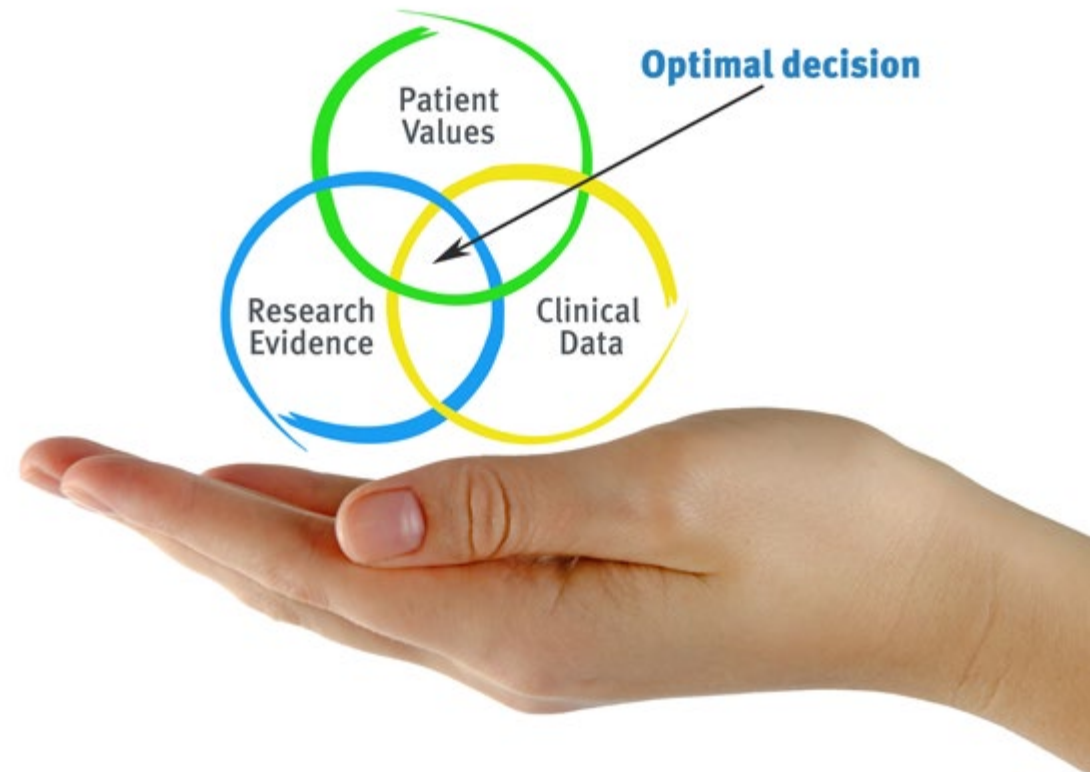 Optimal decision
Patient
Values
Research
Evidence
Clinical
Data